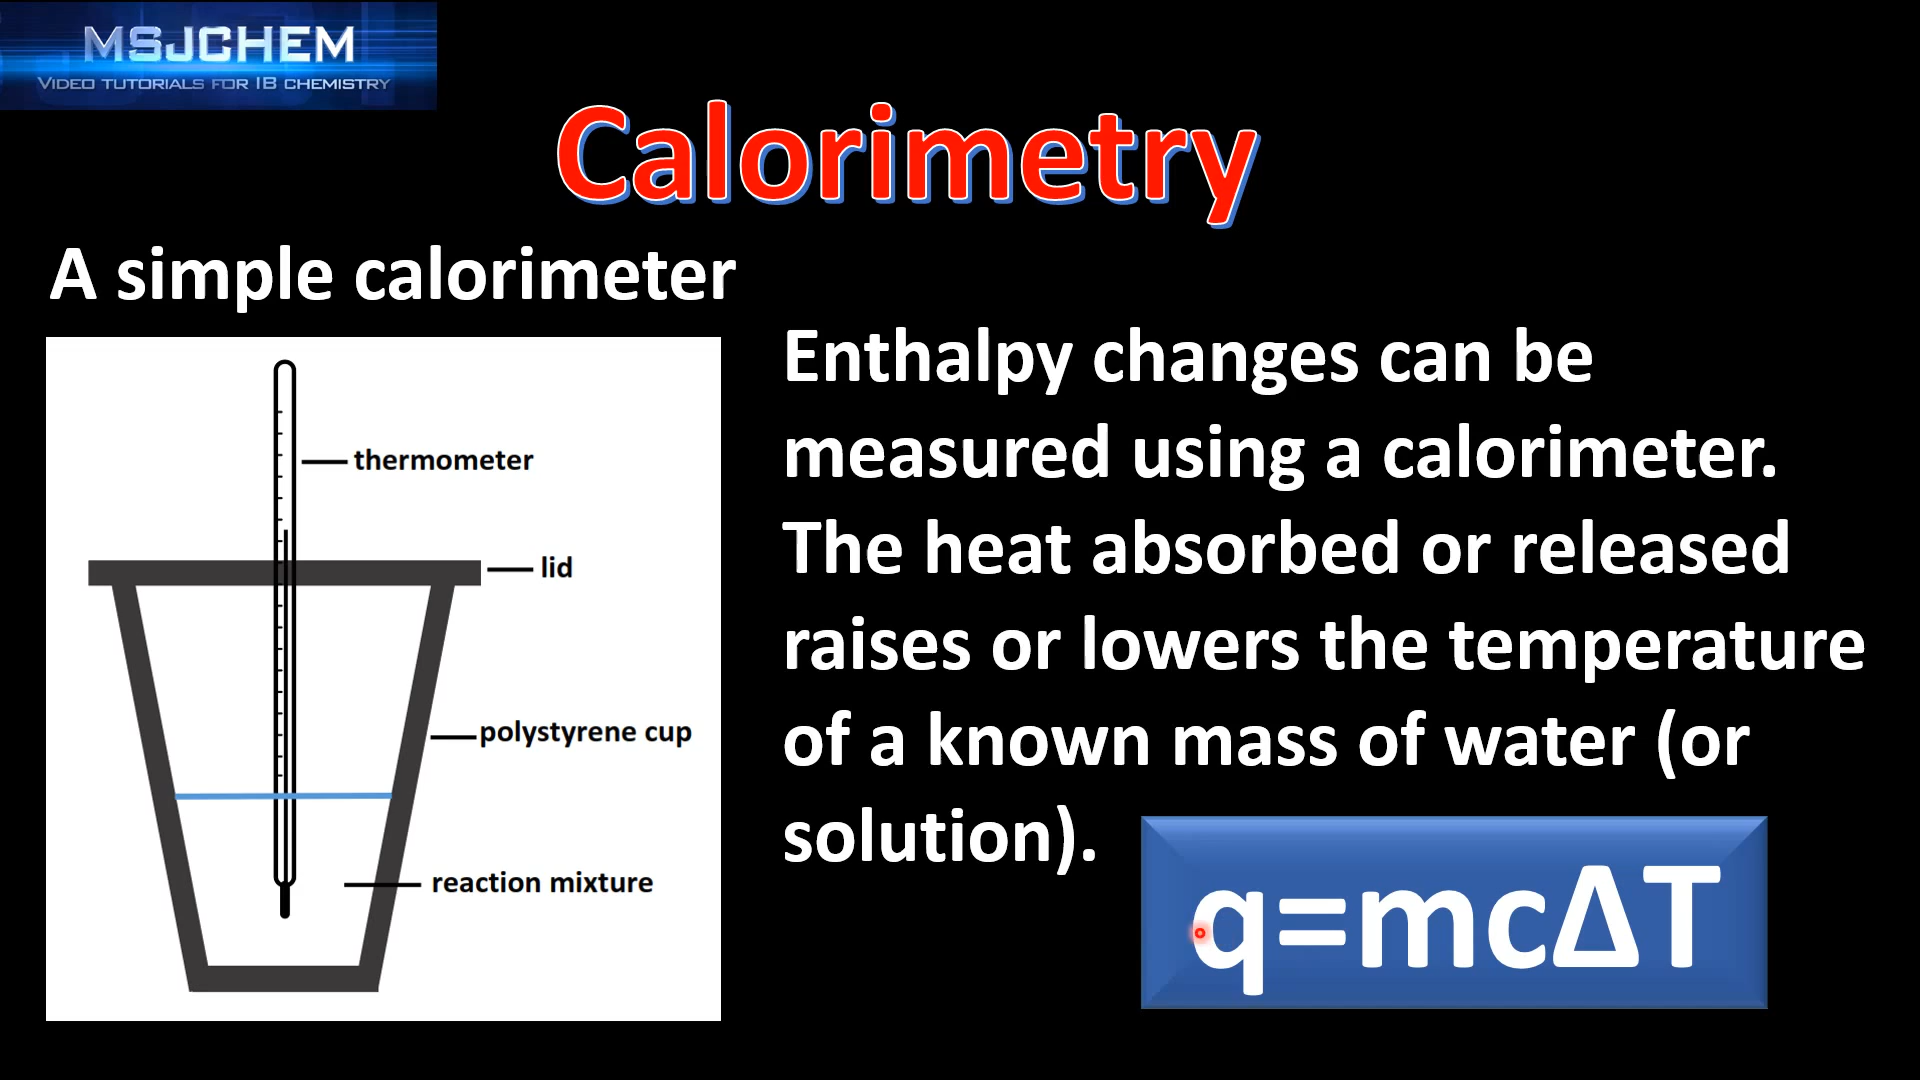 MSJCHEM
VIDEO TUTORIALS FOR IB CHEMISTRY
Calorimetry
A simple calorimeter
thermometer
lid
polystyrene cup
reaction mixture
Enthalpy changes can be
measured using a calorimeter.
The heat absorbed or released
raises or lowers the temperature
of a known mass of water (or
solution).
q=mcΔT